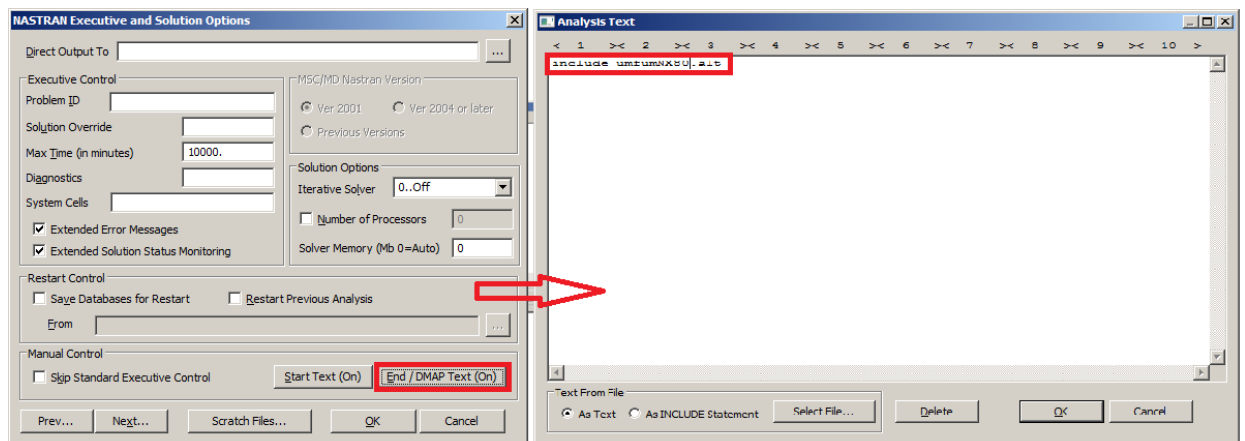 NASTRAN Executive and Solution Options
Direct Output To
...
Executive Control
Problem ID
Solution Override
Max Time (in minutes) 10000.
Diagnostics
System Cells
Extended Error Messages
Extended Solution Status Monitoring
MSC/MD Nastran Version
Ver 2001 Ver 2004 or later
Previous Versions
Solution Options
Iterative Solver 0..Off
Number of Processors 0
Solver Memory (Mb 0=Auto) 0
Restart Control
Save Databases for Restart Restart Previous Analysis
From ...
Manual Control
Skip Standard Executive Control Start Text (On) End / DMAP Text (On)
Prev... Next... Scratch Files... OK Cancel
Analysis Text
< 1 >< 2 >< 3 >< 4 >< 5 >< 6 >< 7 >< 8 >< 9 >< 10 >
include umfumNX80.alt
Text From File
As Text As INCLUDE Statement Select File... Delete OK Cancel